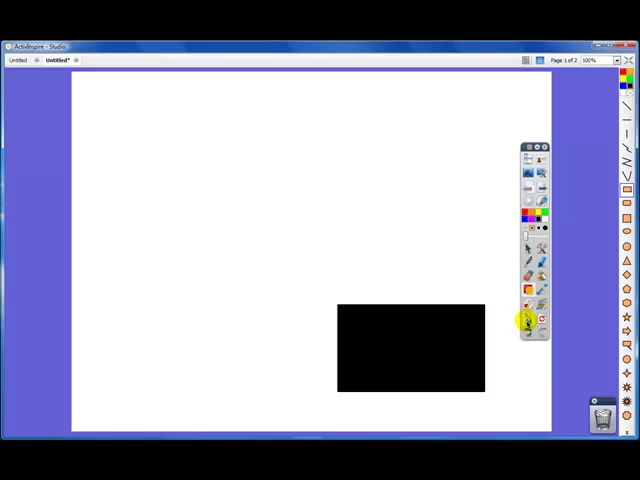 ActivInspire - Studio
Untitled
Untitled*
Page 1 of 2
100%